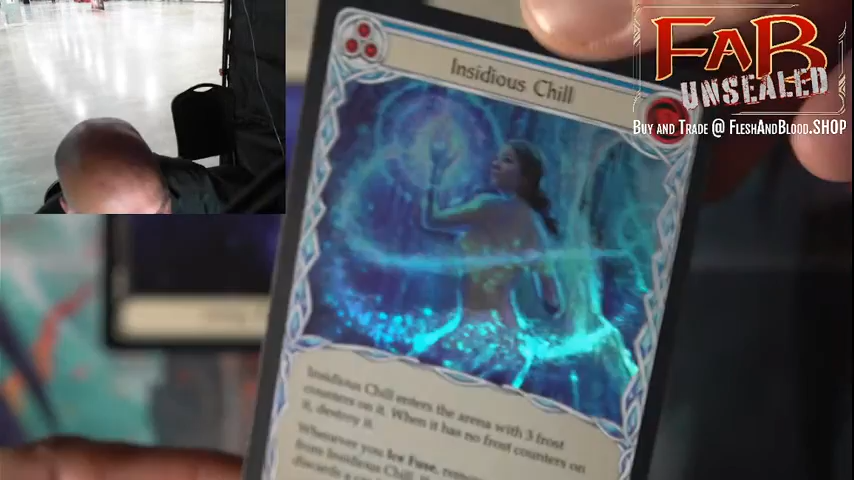 Insidious Chill
FAB
UNSEALED
BUY AND TRADE @ FLESHANDBLOOD.SHOP
Insidious Chill enters the arena with 3 frost
counters on it. When it has no frost counters on
it, destroy it.
Whenever you Ice Fuse,
from Insidious Chill,
discards a